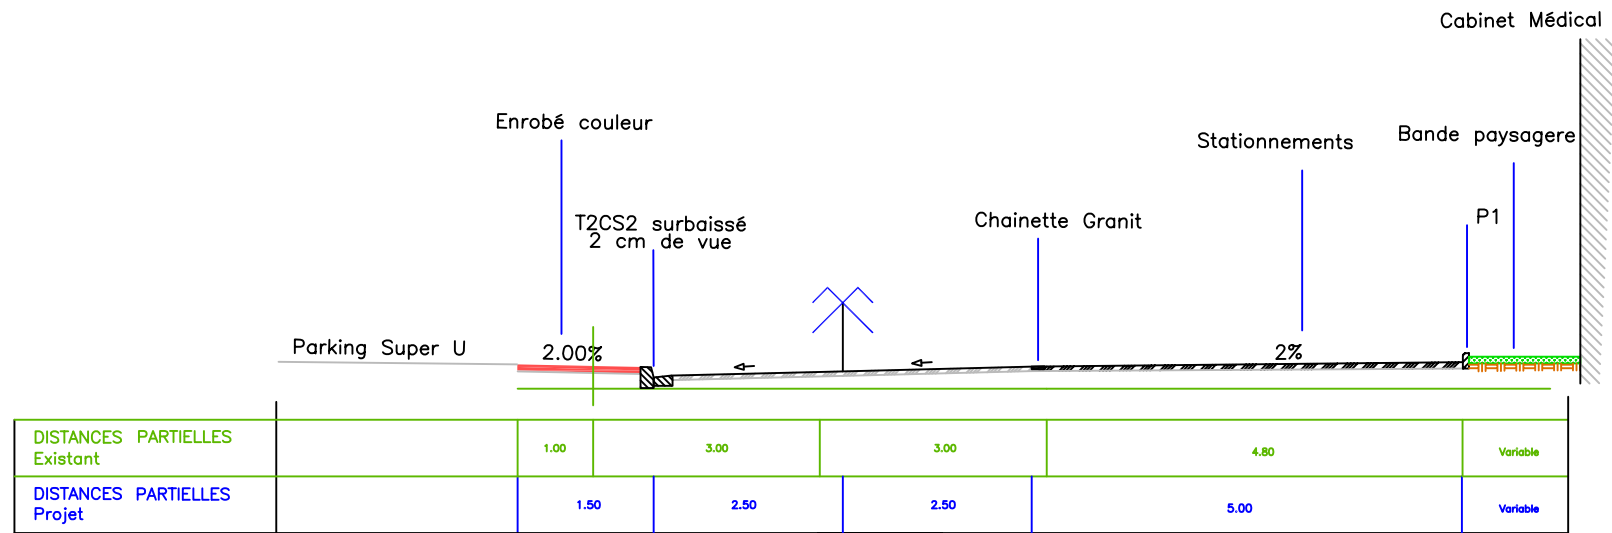 Cabinet Médical
Enrobé couleur
Stationnements
Bande paysagere
T2CS2 surbaissé
2 cm de vue
Chainette Granit
P1
Parking Super U
2.00%
2%
DISTANCES PARTIELLES
Existant
1.00
3.00
3.00
4.80
Variable
DISTANCES PARTIELLES
Projet
1.50
2.50
2.50
5.00
Variable